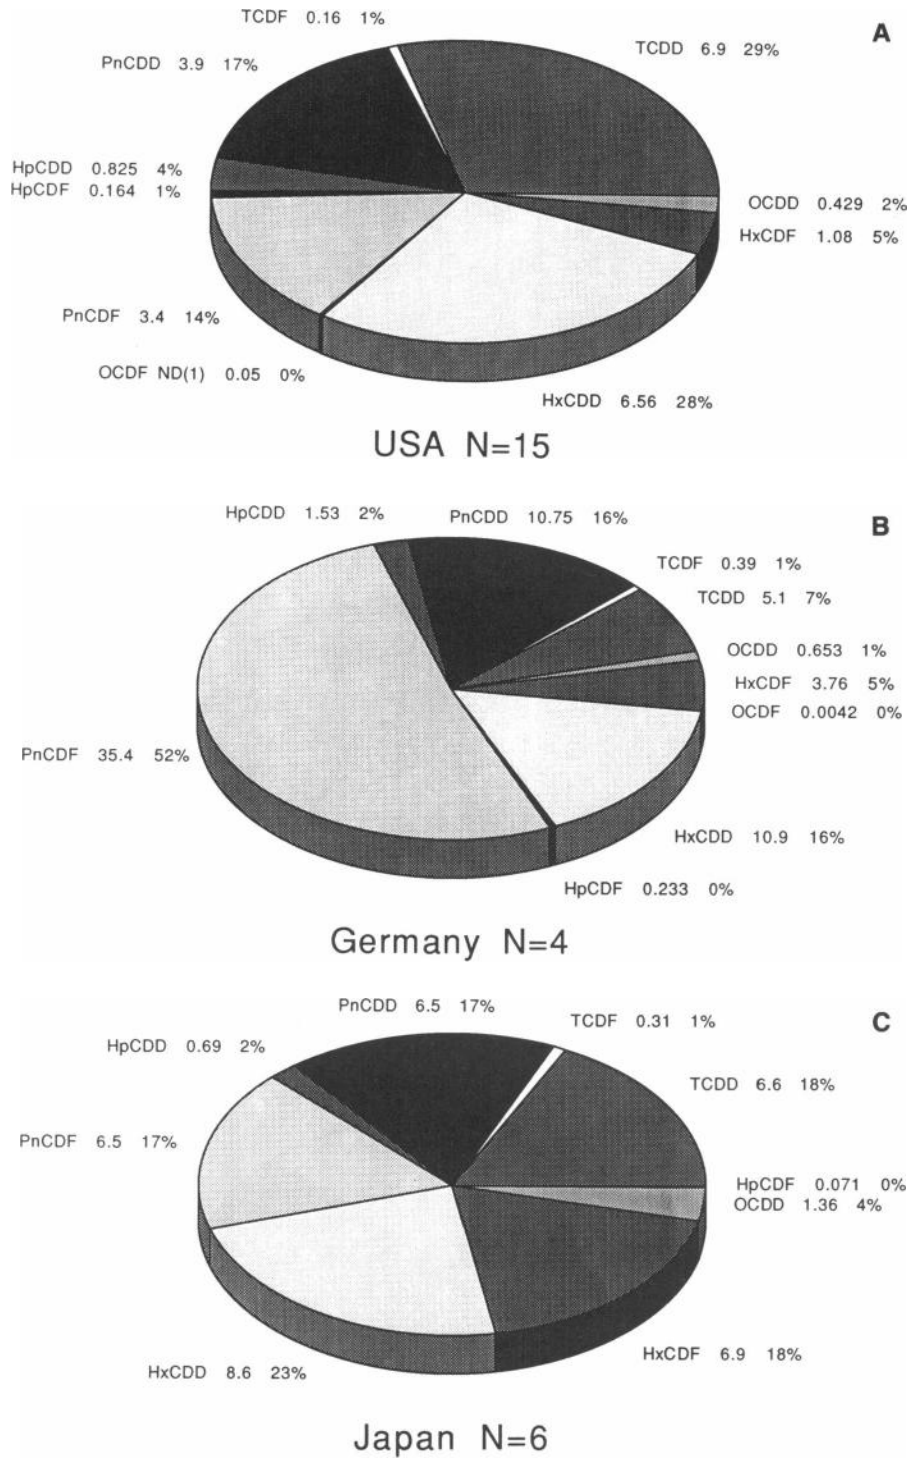 TCDF 0.16 1%
A
TCDD 6.9 29%
PnCDD 3.9 17%
HpCDD 0.825 4%
HpCDF 0.164 1%
OCDD 0.429 2%
HxCDF 1.08 5%
PnCDF 3.4 14%
OCDF ND(1) 0.05 0%
HxCDD 6.56 28%
USA N=15
HpCDD 1.53 2%
PnCDD 10.75 16%
B
TCDF 0.39 1%
TCDD 5.1 7%
OCDD 0.653 1%
HxCDF 3.76 5%
OCDF 0.0042 0%
PnCDF 35.4 52%
HxCDD 10.9 16%
HpCDF 0.233 0%
Germany N=4
PnCDD 6.5 17%
TCDF 0.31 1%
C
HpCDD 0.69 2%
TCDD 6.6 18%
PnCDF 6.5 17%
HpCDF 0.071 0%
OCDD 1.36 4%
HxCDF 6.9 18%
HxCDD 8.6 23%
Japan N=6